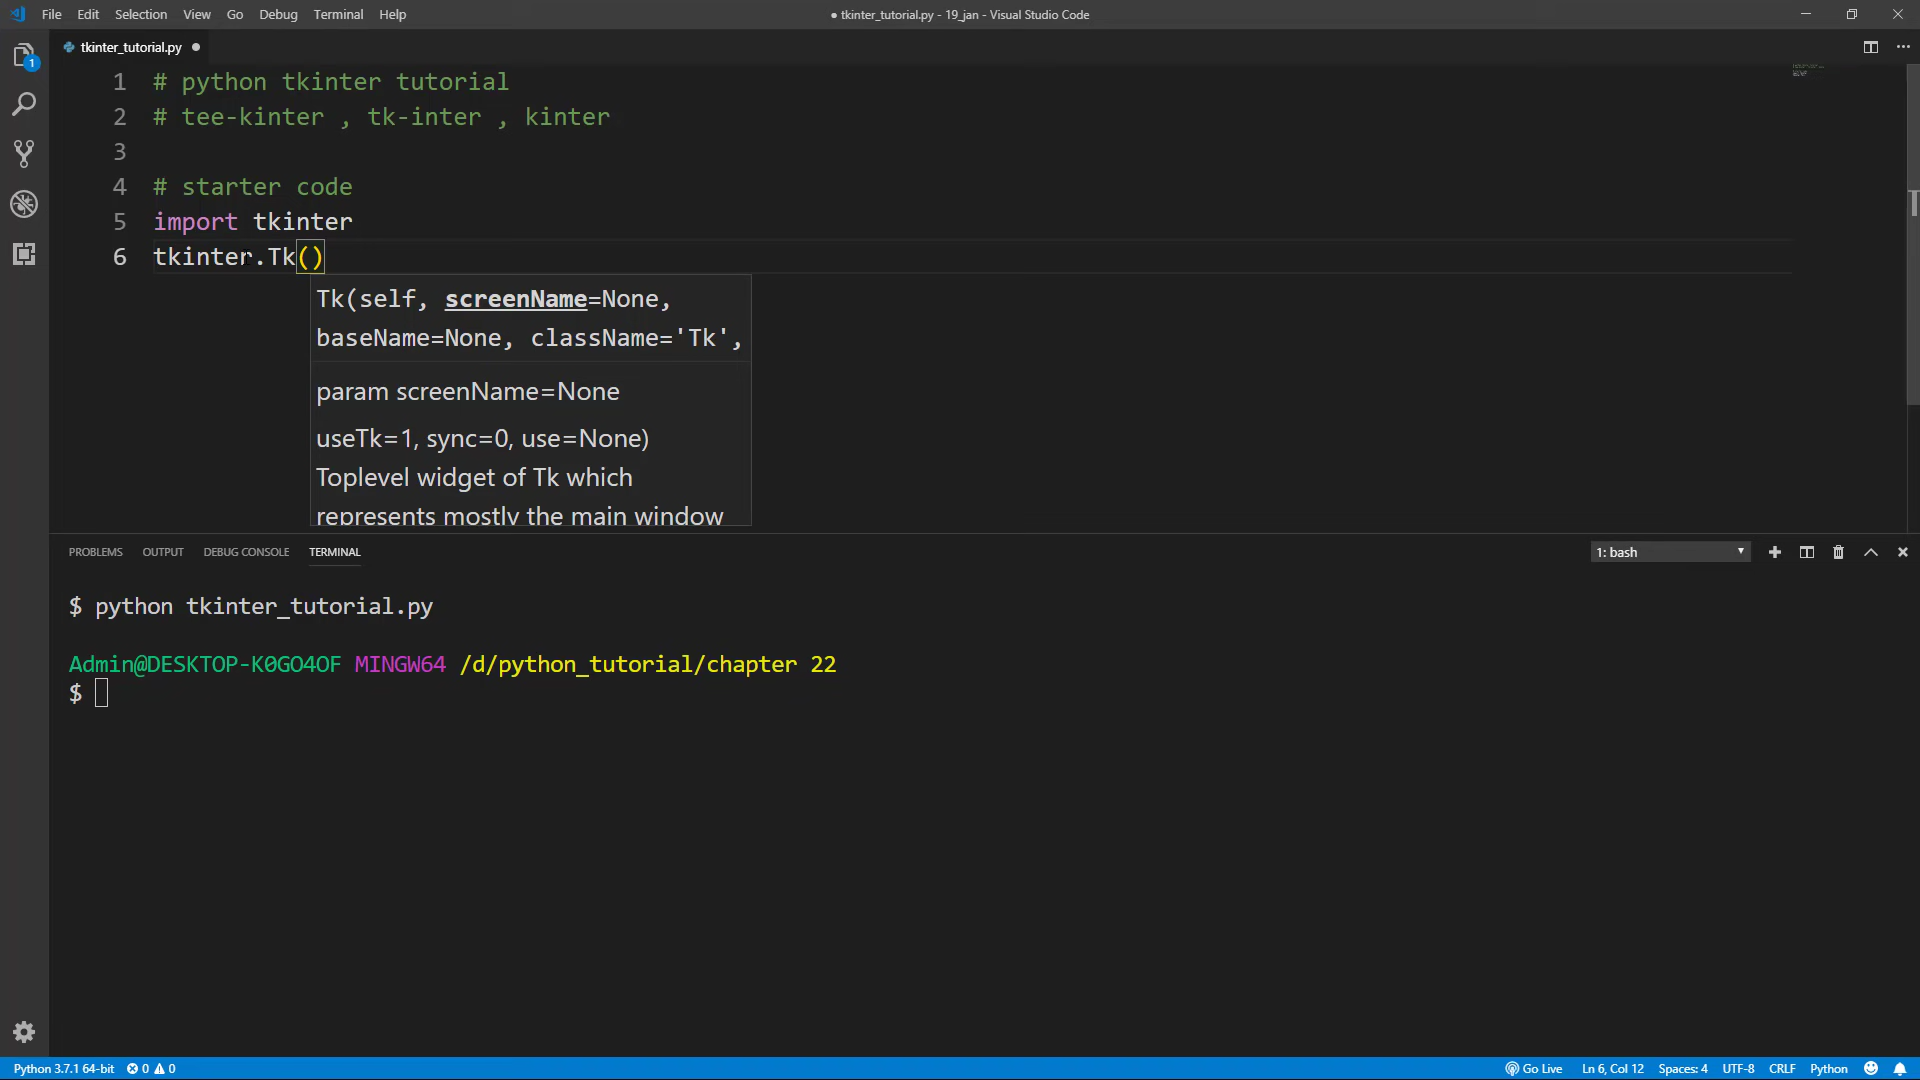 File Edit Selection View Go Debug Terminal Help
● tkinter_tutorial.py - 19_jan - Visual Studio Code
1
tkinter_tutorial.py
1 # python tkinter tutorial
2 # tee-kinter , tk-inter , kinter
3
4 # starter code
5 import tkinter
6 tkinter.Tk()
Tk(self, screenName=None,
baseName=None, className='Tk',
param screenName=None
useTk=1, sync=0, use=None)
Toplevel widget of Tk which
represents mostly the main window
PROBLEMS OUTPUT DEBUG CONSOLE TERMINAL
1: bash
$ python tkinter_tutorial.py
Admin@DESKTOP-K0GO4OF MINGW64 /d/python_tutorial/chapter 22
$
Python 3.7.1 64-bit 0 0
Go Live Ln 6, Col 12 Spaces: 4 UTF-8 CRLF Python